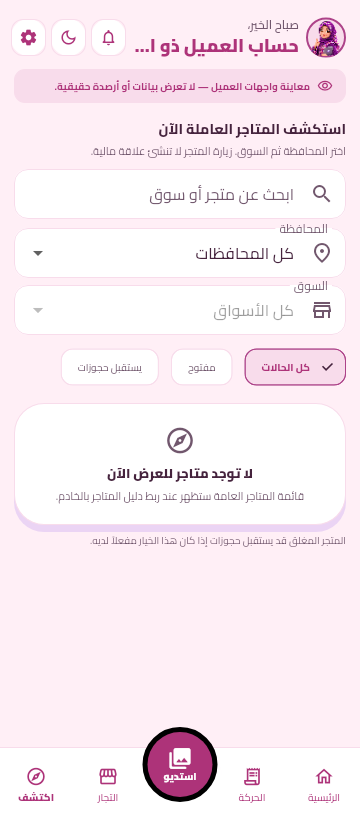 صباح الخير،
حساب العميل ذو ا...
معاينة واجهات العميل — لا تعرض بيانات أو أرصدة حقيقية.
استكشف المتاجر العاملة الآن
اختر المحافظة ثم السوق. زيارة المتجر لا تنشئ علاقة مالية.
ابحث عن متجر أو سوق
المحافظة
كل المحافظات
السوق
كل الأسواق
كل الحالات
مفتوح
يستقبل حجوزات
لا توجد متاجر للعرض الآن
قائمة المتاجر العامة ستظهر عند ربط دليل المتاجر بالخادم.
المتجر المغلق قد يستقبل حجوزات إذا كان هذا الخيار مفعلاً لديه.
الرئيسية
الحركة
استديو
التجار
اكتشف